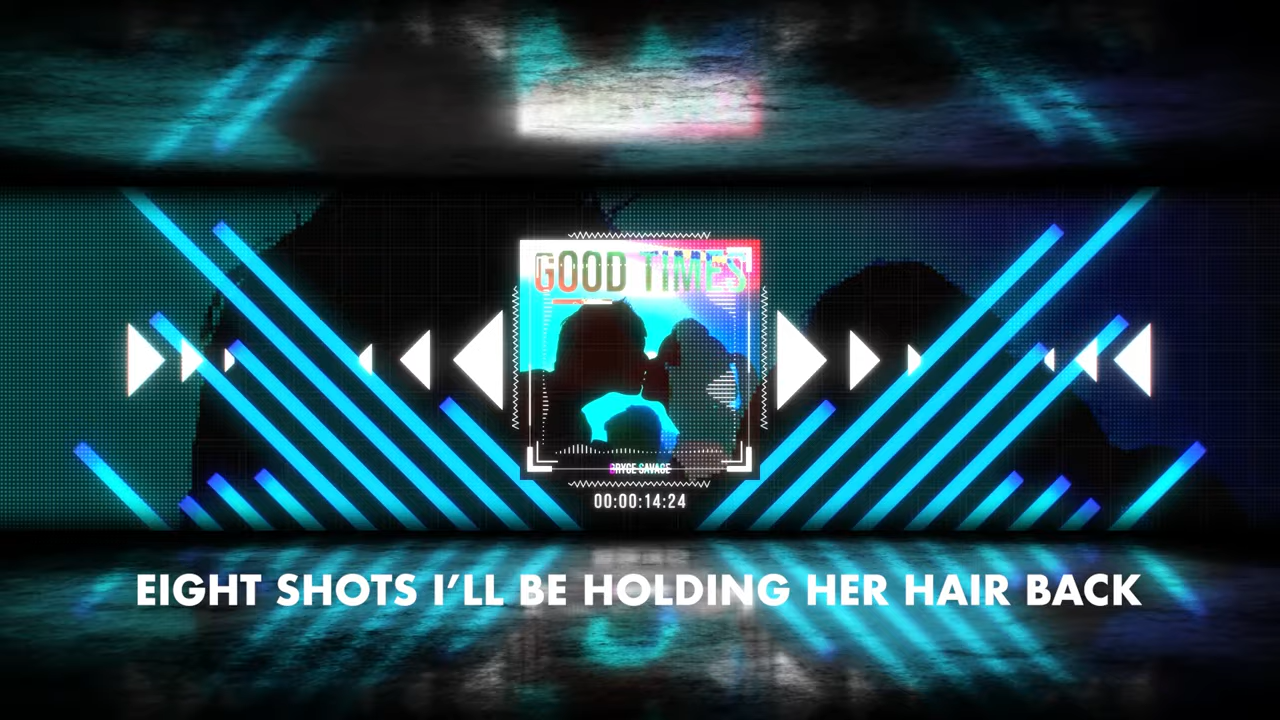 GOOD TIMES
BRYCE SAVAGE
00:00:14:24
EIGHT SHOTS I’LL BE HOLDING HER HAIR BACK